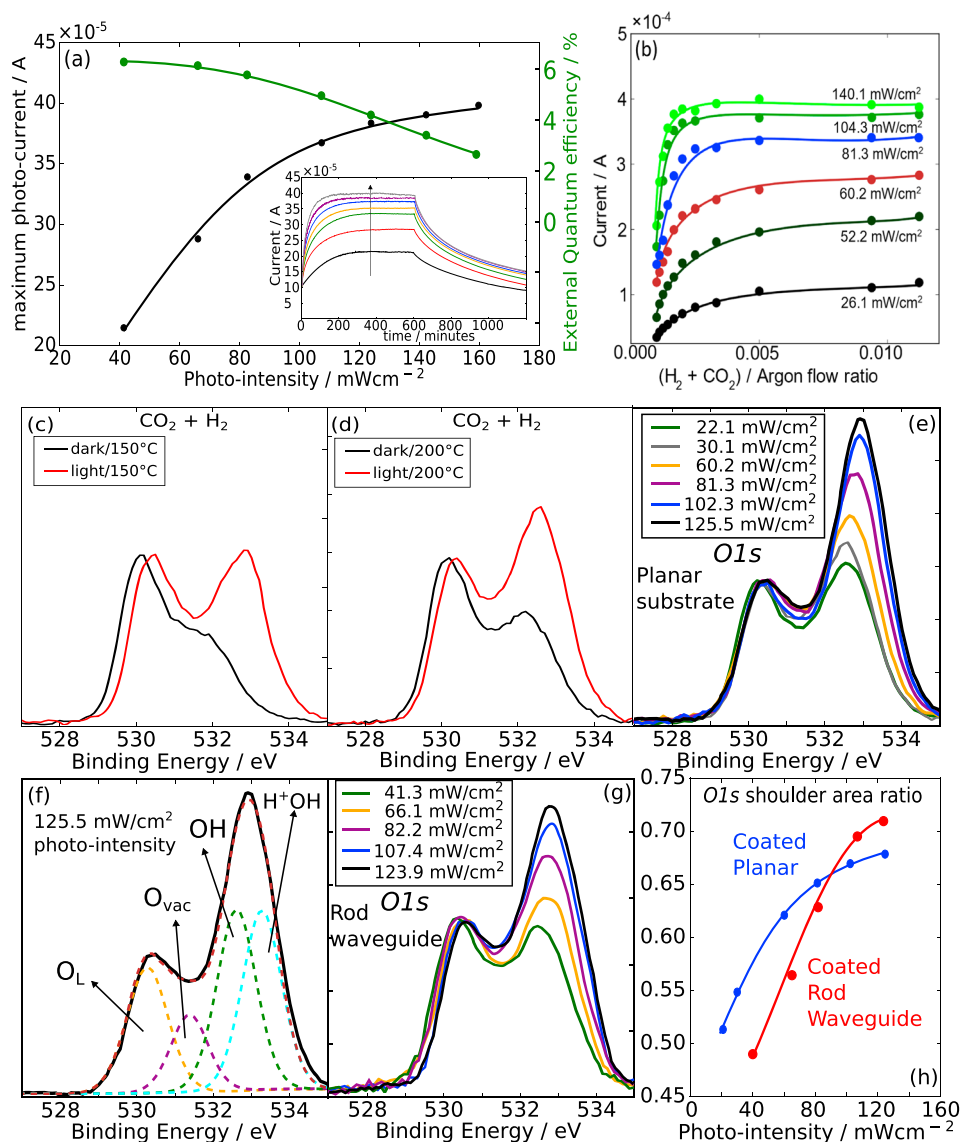 ×10⁻⁵
45
(a)
40
35
30
25
20
20 40 60 80 100 120 140 160 180
maximum photo-current / A
Photo-intensity / mWcm⁻²
6
4
2
0
External Quantum efficiency / %
×10⁻⁵
45
40
35
30
25
20
15
10
5
Current / A
0 200 400 600 800 1000
time / minutes
×10⁻⁴
5
(b)
4
3
2
1
Current / A
140.1 mW/cm²
104.3 mW/cm²
81.3 mW/cm²
60.2 mW/cm²
52.2 mW/cm²
26.1 mW/cm²
0.000 0.005 0.010
(H₂ + CO₂) / Argon flow ratio
(c)
CO₂ + H₂
dark/150°C
light/150°C
528 530 532 534
Binding Energy / eV
(d)
CO₂ + H₂
dark/200°C
light/200°C
528 530 532 534
Binding Energy / eV
(e)
22.1 mW/cm²
30.1 mW/cm²
60.2 mW/cm²
81.3 mW/cm²
102.3 mW/cm²
125.5 mW/cm²
O1s
Planar
substrate
528 530 532 534
Binding Energy / eV
(f)
125.5 mW/cm²
photo-intensity
H⁺OH
OH
Ovac
OL
528 530 532 534
Binding Energy / eV
(g)
41.3 mW/cm²
66.1 mW/cm²
82.2 mW/cm²
107.4 mW/cm²
123.9 mW/cm²
Rod O1s
waveguide
528 530 532 534
Binding Energy / eV
0.75
0.70
0.65
0.60
0.55
0.50
0.45
O1s shoulder area ratio
Coated
Planar
Coated
Rod
Waveguide
(h)
0 40 80 120 160
Photo-intensity / mWcm⁻²